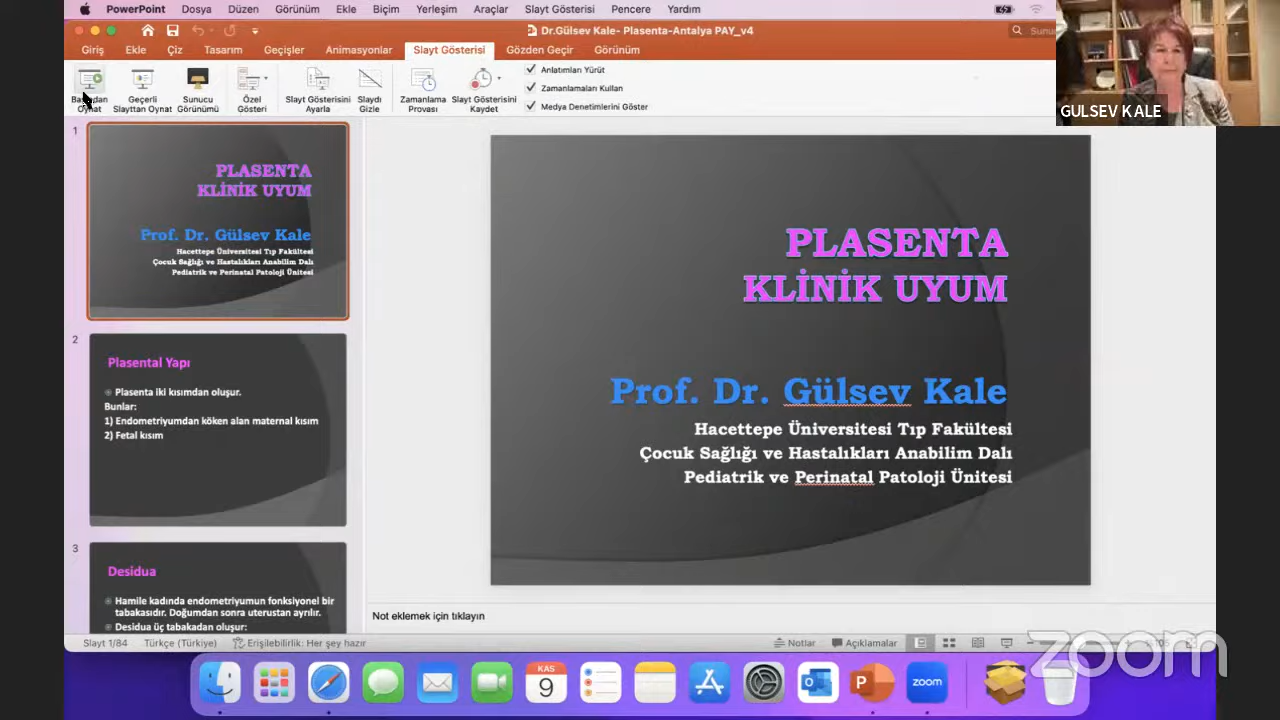 PowerPoint Dosya Düzen Görünüm Ekle Biçim Yerleşim Araçlar Slayt Gösterisi Pencere Yardım
Dr.Gülsev Kale- Plasenta-Antalya PAY_v4
Giriş Ekle Çiz Tasarım Geçişler Animasyonlar Slayt Gösterisi Gözden Geçir Görünüm
Oynat
Geçerli
Slayttan Oynat
Sunucu
Görünümü
Özel
Gösteri
Slayt Gösterisini
Ayarla
Slaydı
Gizle
Zamanlama
Provası
Slayt Gösterisini
Kaydet
Anlatımları Yürüt
Zamanlamaları Kullan
Medya Denetimlerini Göster
GULSEV KALE
1
PLASENTA
KLİNİK UYUM
Prof. Dr. Gülsev Kale
Hacettepe Üniversitesi Tıp Fakültesi
Çocuk Sağlığı ve Hastalıkları Anabilim Dalı
Pediatrik ve Perinatal Patoloji Ünitesi
2
Plasental Yapı
Plasenta iki kısımdan oluşur.
Bunlar:
1) Endometriyumdan köken alan maternal kısım
2) Fetal kısım
3
Desidua
Hamile kadında endometriyumun fonksiyonel bir
tabakasıdır. Doğumdan sonra uterustan ayrılır.
Desidua üç tabakadan oluşur:
PLASENTA
KLİNİK UYUM
Prof. Dr. Gülsev Kale
Hacettepe Üniversitesi Tıp Fakültesi
Çocuk Sağlığı ve Hastalıkları Anabilim Dalı
Pediatrik ve Perinatal Patoloji Ünitesi
Not eklemek için tıklayın
Slayt 1/84 Türkçe (Türkiye) Erişilebilirlik: Her şey hazır Notlar Açıklamalar
zoom
KAS
9
P
zoom